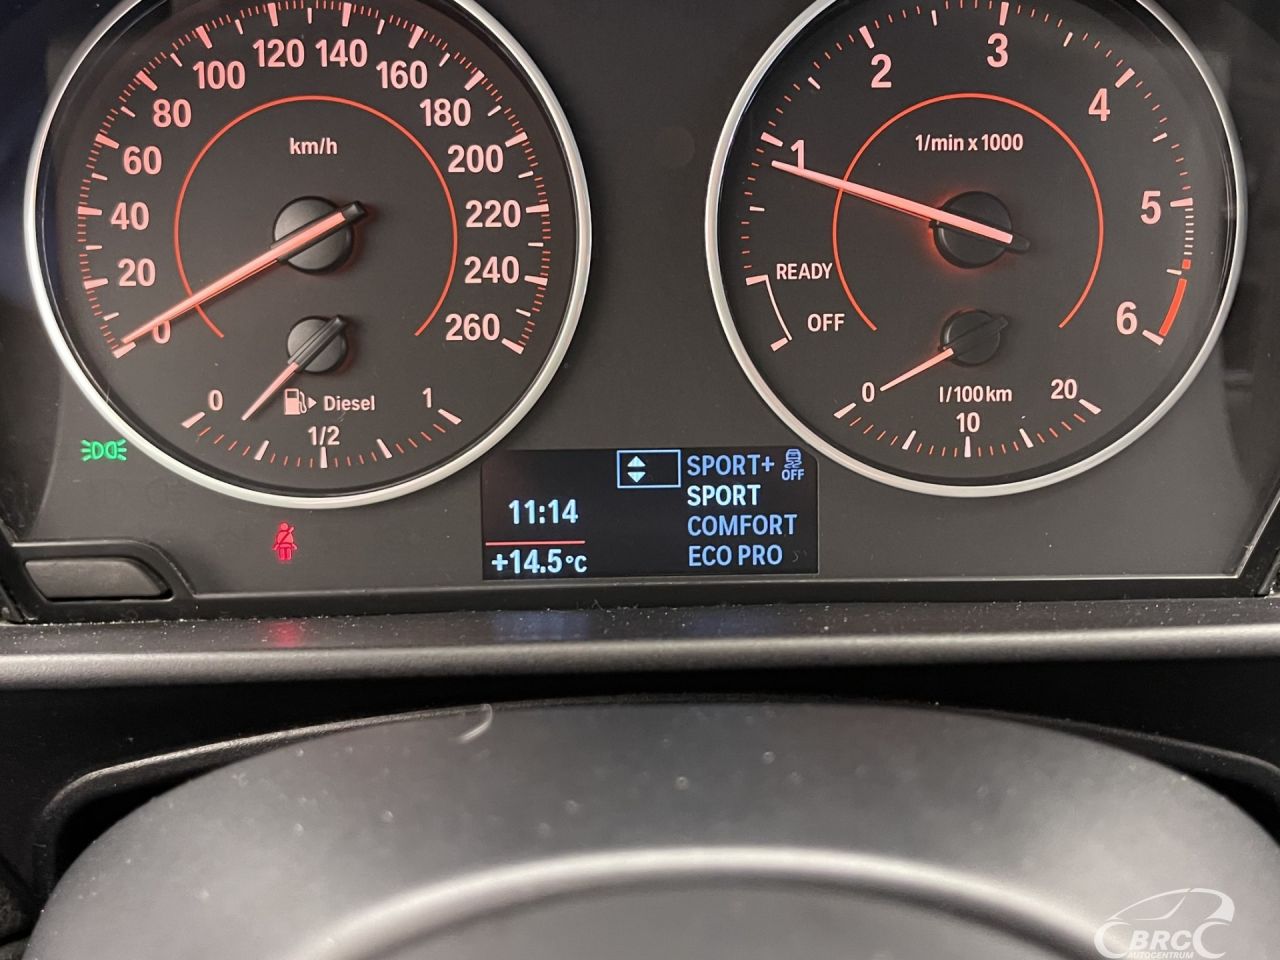 0
20
40
60
80
100
120
140
160
180
200
220
240
260
km/h
0
1/2
1
Diesel
READY
OFF
1
2
3
4
5
6
1/min x 1000
0
10
20
l/100km
SPORT+ OFF
SPORT
COMFORT
ECO PRO
11:14
+14.5°C
BRC
AUTOCENTRUM